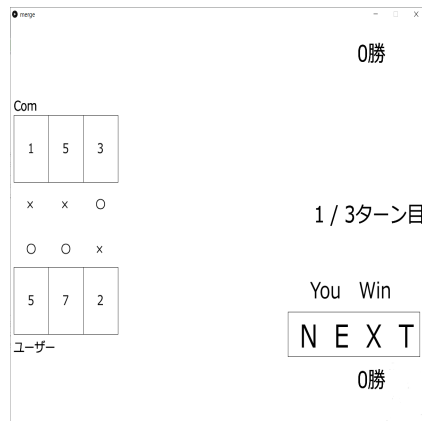 merge
0勝
Com
1 5 3
× × ○
1 / 3ターン目
○ ○ ×
You Win
5 7 2
N E X T
ユーザー
0勝